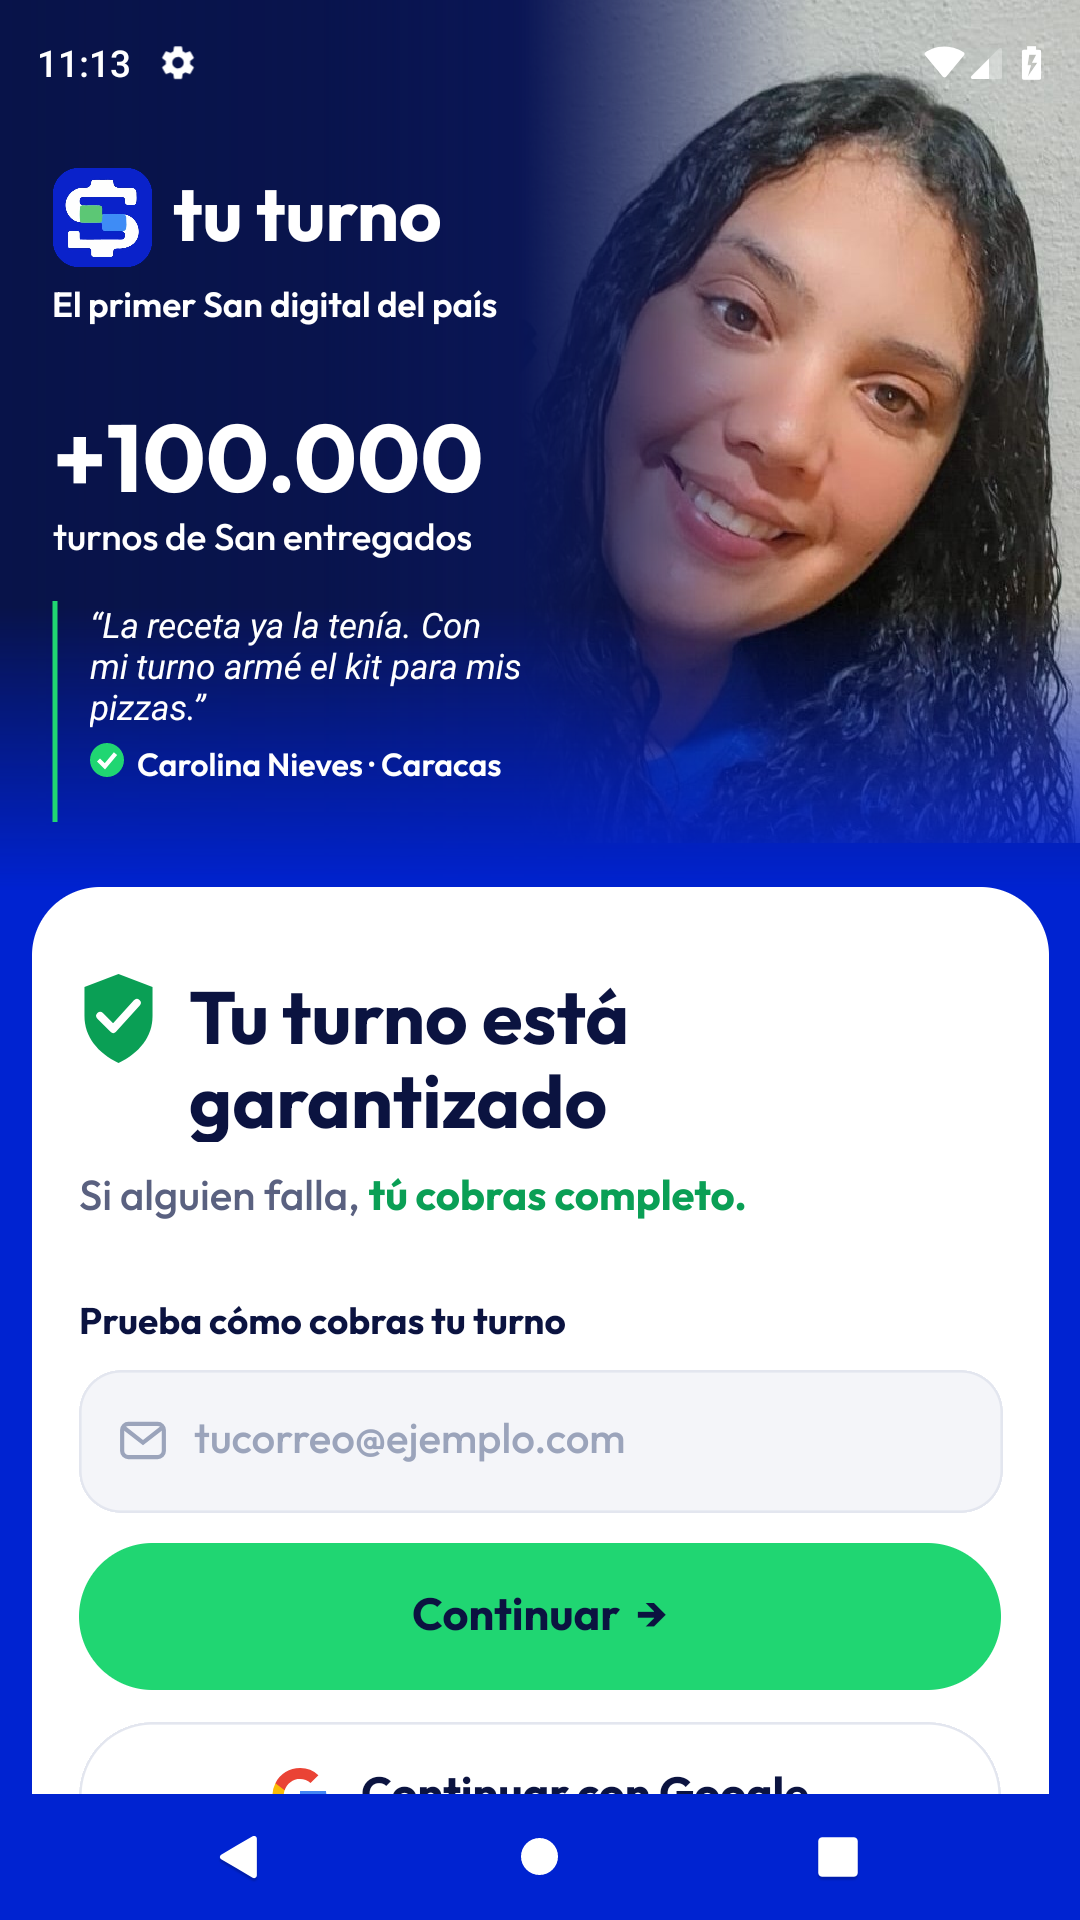 11:13
tu turno
El primer San digital del país
+100.000
turnos de San entregados
“La receta ya la tenía. Con
mi turno armé el kit para mis
pizzas.”
Carolina Nieves · Caracas
Tu turno está
garantizado
Si alguien falla, tú cobras completo.
Prueba cómo cobras tu turno
tucorreo@ejemplo.com
Continuar →
Continuar con Google